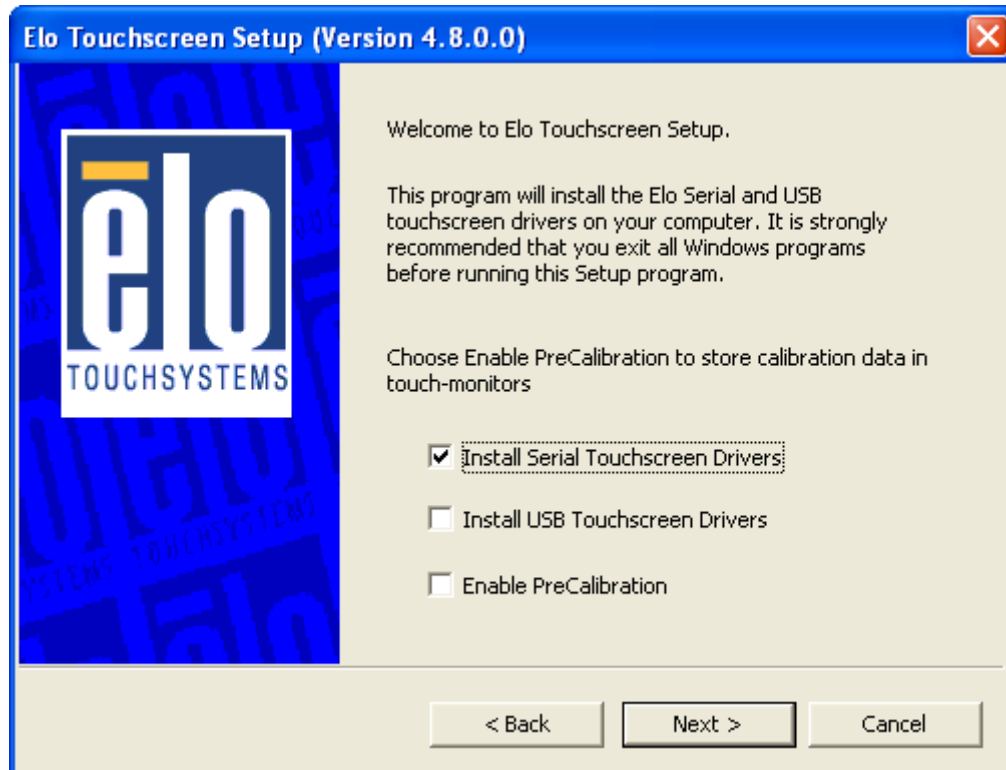 Elo Touchscreen Setup (Version 4.8.0.0)
ēlo
TOUCHSYSTEMS
Welcome to Elo Touchscreen Setup.
This program will install the Elo Serial and USB
touchscreen drivers on your computer. It is strongly
recommended that you exit all Windows programs
before running this Setup program.
Choose Enable PreCalibration to store calibration data in
touch-monitors
Install Serial Touchscreen Drivers
Install USB Touchscreen Drivers
Enable PreCalibration
< Back
Next >
Cancel